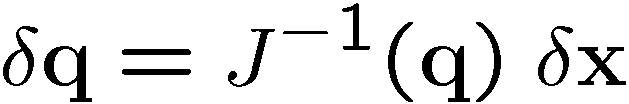 δq = J⁻¹(q) δx